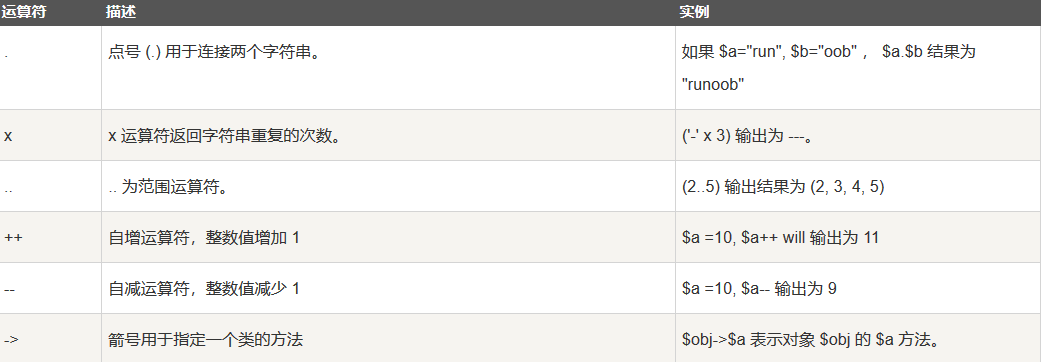 运算符 描述 实例
. 点号 (.) 用于连接两个字符串。 如果 $a="run", $b="oob" ， $a.$b 结果为
"runoob"
x x 运算符返回字符串重复的次数。 ('-' x 3) 输出为 ---。
.. .. 为范围运算符。 (2..5) 输出结果为 (2, 3, 4, 5)
++ 自增运算符，整数值增加 1 $a =10, $a++ will 输出为 11
-- 自减运算符，整数值减少 1 $a =10, $a-- 输出为 9
-> 箭号用于指定一个类的方法 $obj->$a 表示对象 $obj 的 $a 方法。